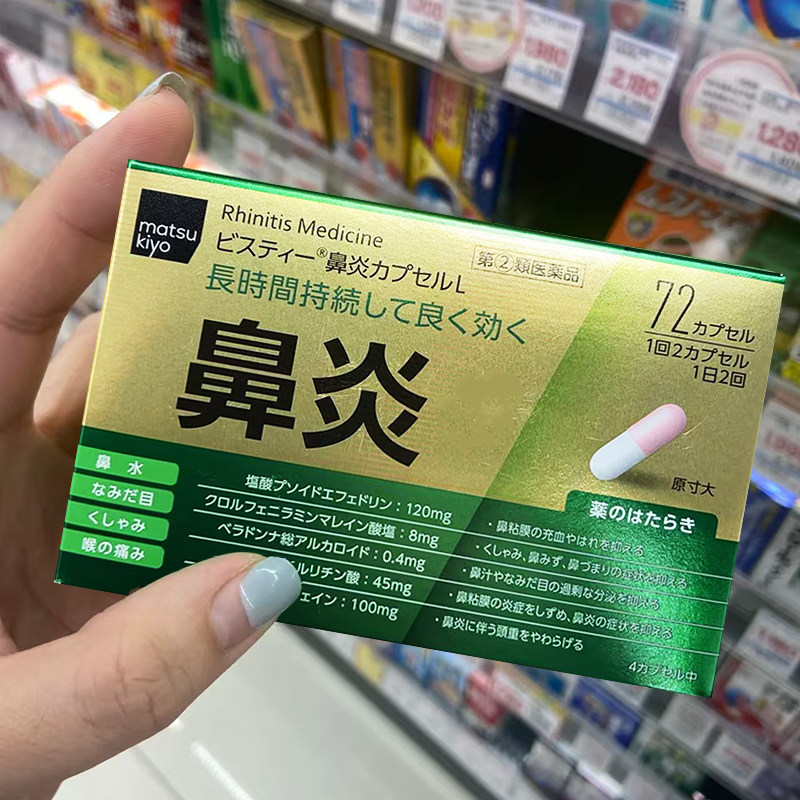 matsu
kiyo
Rhinitis Medicine
ビスティー®鼻炎カプセルL
第②類医薬品
長時間持続して良く効く
鼻炎
72カプセル
1回2カプセル
1日2回
原寸大
鼻水
なみだ目
くしゃみ
喉の痛み
塩酸プソイドエフェドリン：120mg
クロルフェニラミンマレイン酸塩：8mg
ベラドンナ総アルカロイド：0.4mg
ルリチン酸：45mg
ェイン：100mg
薬のはたらき
・鼻粘膜の充血やはれを抑える
・くしゃみ、鼻みず、鼻づまりの症状を抑える
・鼻汁やなみだ目の過剰な分泌を抑える
・鼻粘膜の炎症をしずめ、鼻炎の症状を抑える
・鼻炎に伴う頭重をやわらげる
4カプセル中
1980
2,180